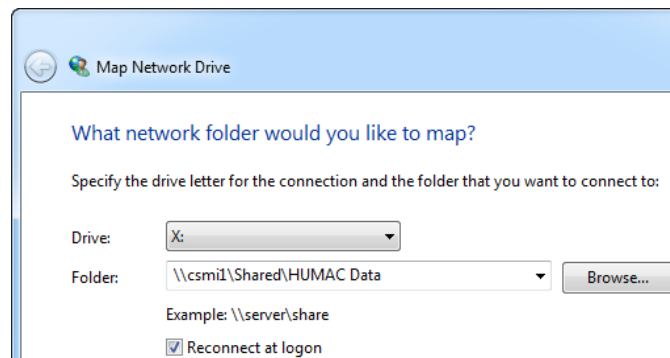 Map Network Drive
What network folder would you like to map?
Specify the drive letter for the connection and the folder that you want to connect to:
Drive: X:
Folder: \\csmi1\Shared\HUMAC Data Browse...
Example: \\server\share
Reconnect at logon